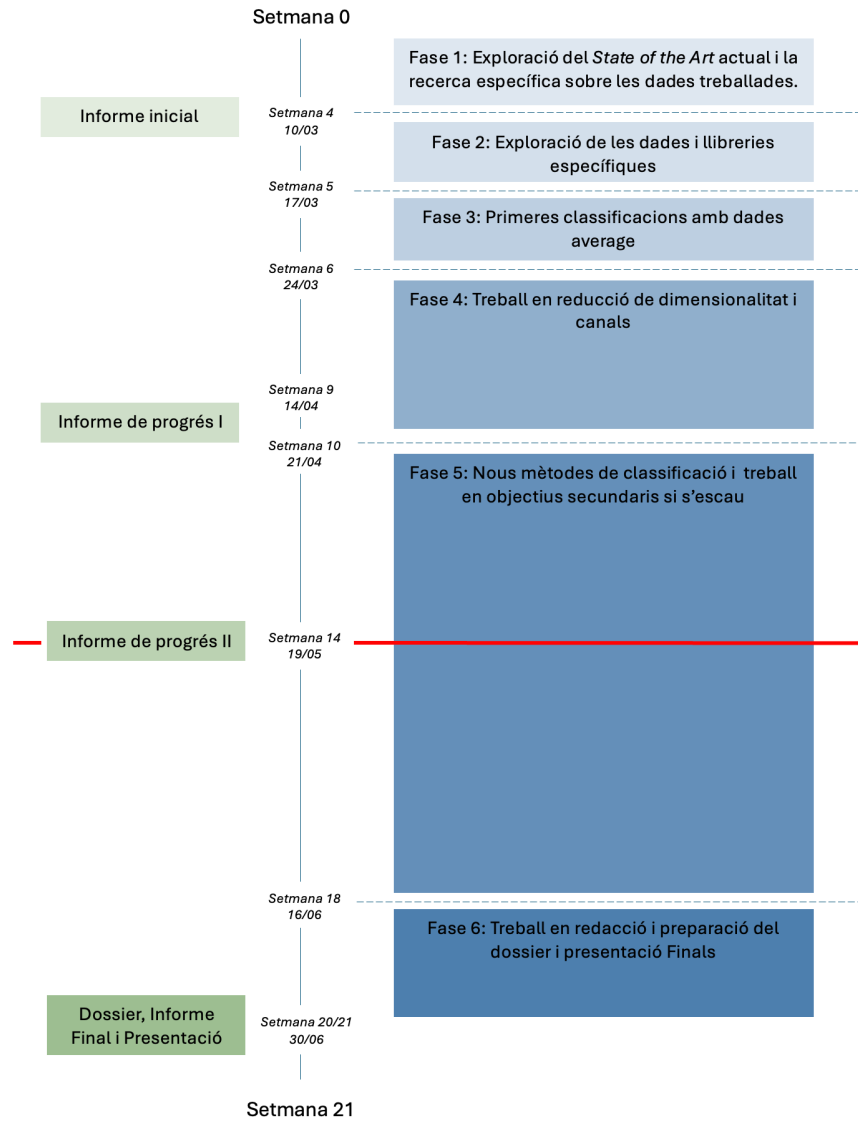 Setmana 0
Fase 1: Exploració del State of the Art actual i la
recerca específica sobre les dades treballades.
Informe inicial
Setmana 4
10/03
Fase 2: Exploració de les dades i llibreries
específiques
Setmana 5
17/03
Fase 3: Primeres classificacions amb dades
average
Setmana 6
24/03
Fase 4: Treball en reducció de dimensionalitat i
canals
Setmana 9
14/04
Informe de progrés I
Setmana 10
21/04
Fase 5: Nous mètodes de classificació i  treball
en objectius secundaris si s’escau
Informe de progrés II
Setmana 14
19/05
Setmana 18
16/06
Fase 6: Treball en redacció i preparació del
dossier i presentació Finals
Dossier, Informe
Final i Presentació
Setmana 20/21
30/06
Setmana 21